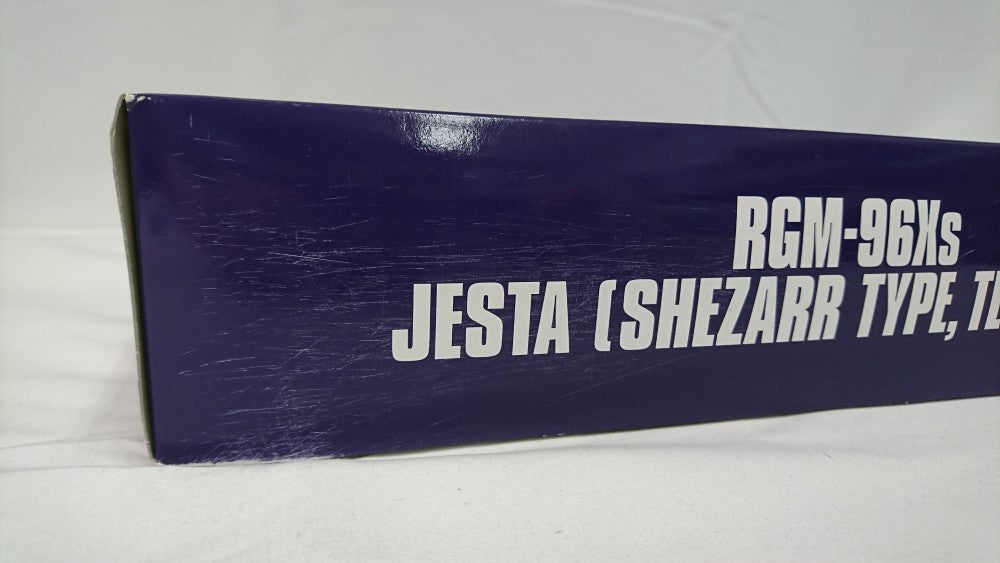 RGM-96Xs
JESTA (SHEZARR TYPE,